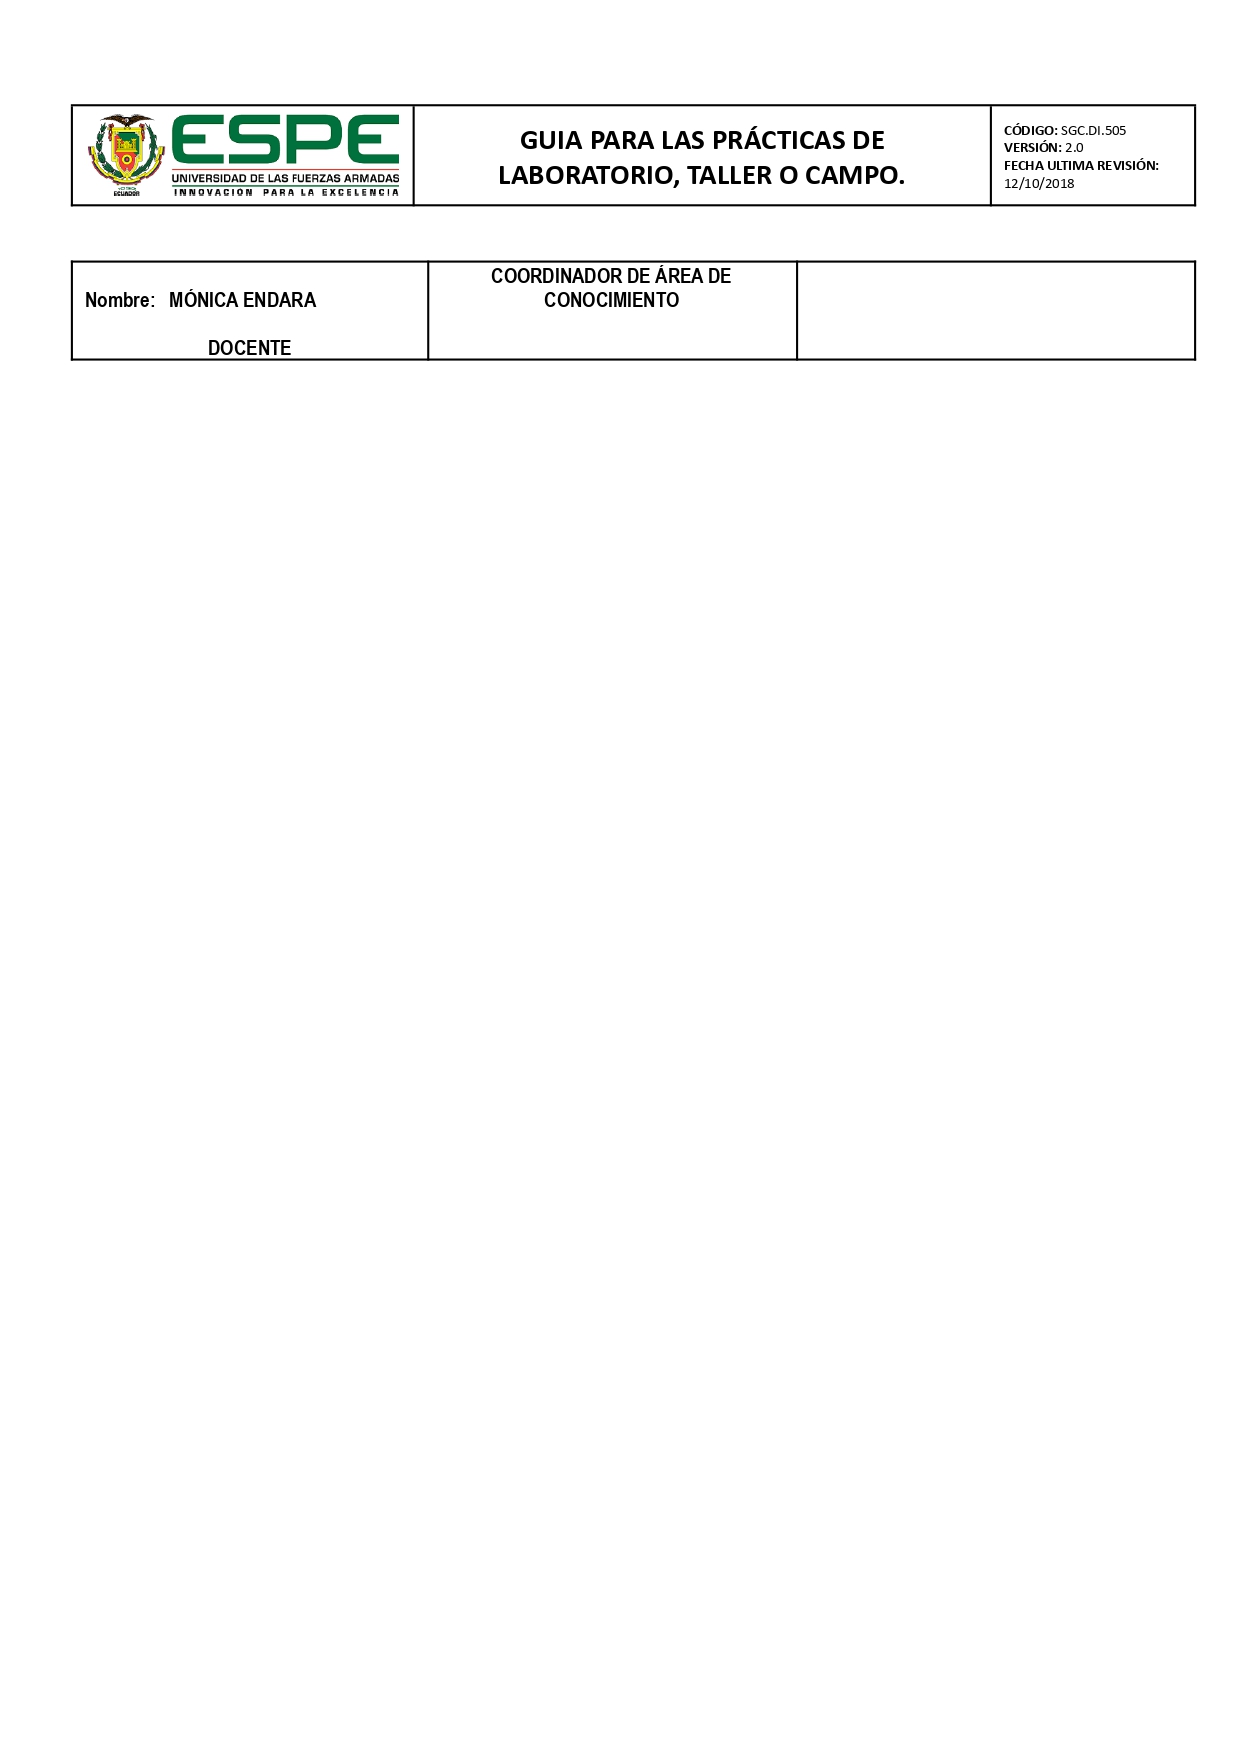 ESPE
UNIVERSIDAD DE LAS FUERZAS ARMADAS
INNOVACION PARA LA EXCELENCIA
ECUADOR
GUIA PARA LAS PRÁCTICAS DE
LABORATORIO, TALLER O CAMPO.
CÓDIGO: SGC.DI.505
VERSIÓN: 2.0
FECHA ULTIMA REVISIÓN:
12/10/2018
Nombre: MÓNICA ENDARA
DOCENTE
COORDINADOR DE ÁREA DE
CONOCIMIENTO